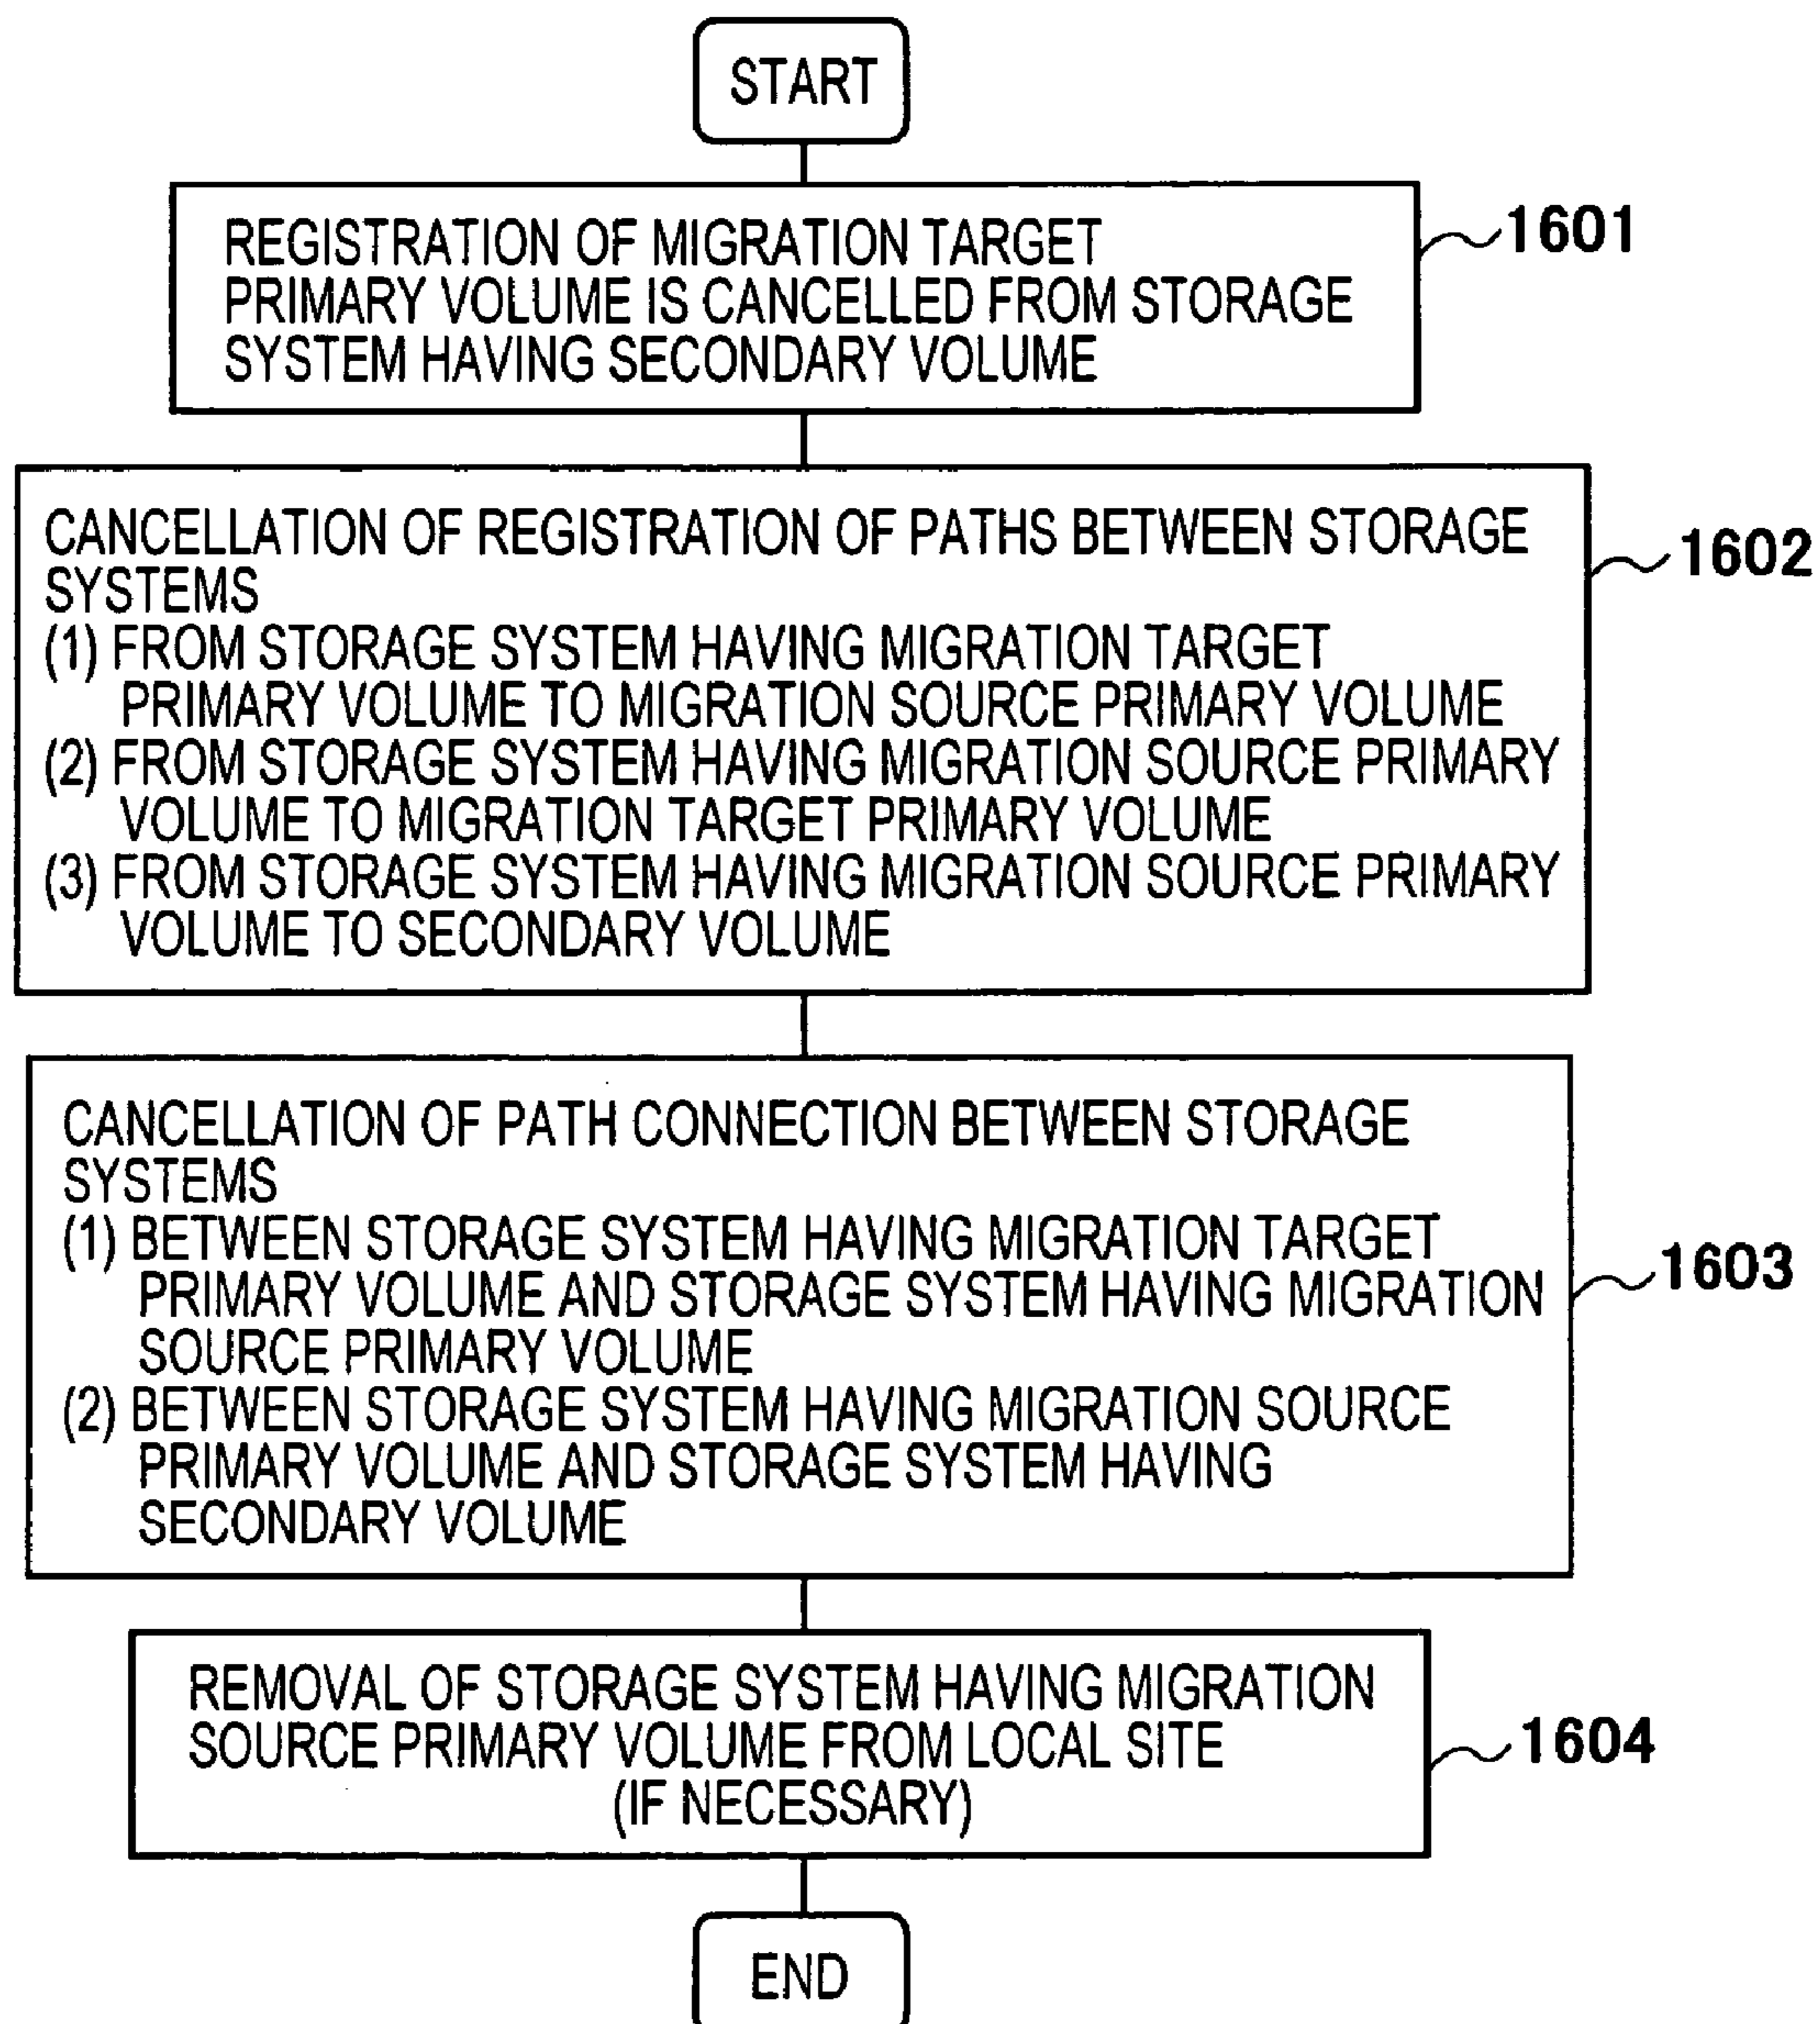 START
REGISTRATION OF MIGRATION TARGET
PRIMARY VOLUME IS CANCELLED FROM STORAGE
SYSTEM HAVING SECONDARY VOLUME
1601
CANCELLATION OF REGISTRATION OF PATHS BETWEEN STORAGE
SYSTEMS
(1) FROM STORAGE SYSTEM HAVING MIGRATION TARGET
PRIMARY VOLUME TO MIGRATION SOURCE PRIMARY VOLUME
(2) FROM STORAGE SYSTEM HAVING MIGRATION SOURCE PRIMARY
VOLUME TO MIGRATION TARGET PRIMARY VOLUME
(3) FROM STORAGE SYSTEM HAVING MIGRATION SOURCE PRIMARY
VOLUME TO SECONDARY VOLUME
1602
CANCELLATION OF PATH CONNECTION BETWEEN STORAGE
SYSTEMS
(1) BETWEEN STORAGE SYSTEM HAVING MIGRATION TARGET
PRIMARY VOLUME AND STORAGE SYSTEM HAVING MIGRATION
SOURCE PRIMARY VOLUME
(2) BETWEEN STORAGE SYSTEM HAVING MIGRATION SOURCE
PRIMARY VOLUME AND STORAGE SYSTEM HAVING
SECONDARY VOLUME
1603
REMOVAL OF STORAGE SYSTEM HAVING MIGRATION
SOURCE PRIMARY VOLUME FROM LOCAL SITE
(IF NECESSARY)
1604
END